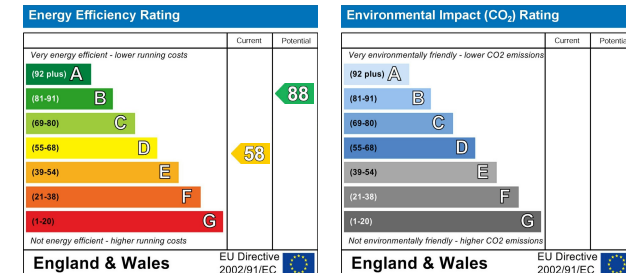 Energy Efficiency Rating
Current Potential
Very energy efficient - lower running costs
(92 plus) A
(81-91) B
88
(69-80) C
(55-68) D
58
(39-54) E
(21-38) F
(1-20) G
Not energy efficient - higher running costs
England & Wales
EU Directive
2002/91/EC
Environmental Impact (CO₂) Rating
Current Potential
Very environmentally friendly - lower CO2 emissions
(92 plus) A
(81-91) B
(69-80) C
(55-68) D
(39-54) E
(21-38) F
(1-20) G
Not environmentally friendly - higher CO2 emissions
England & Wales
EU Directive
2002/91/EC